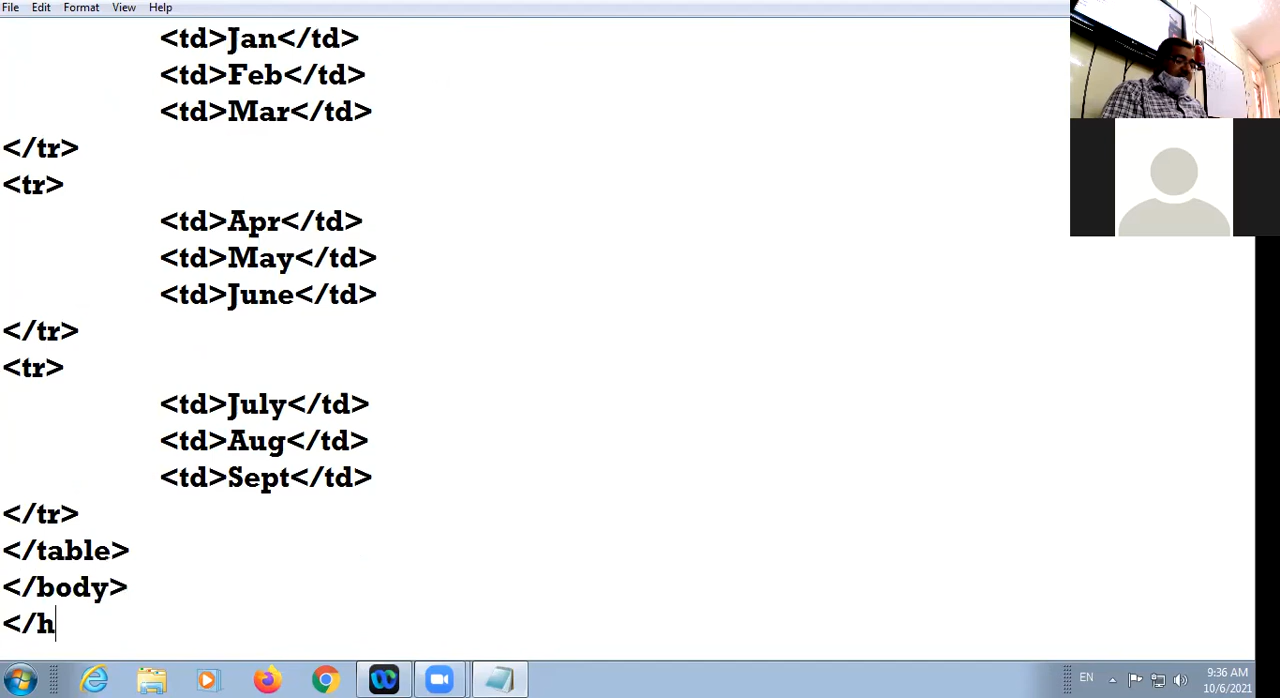 File Edit Format View Help
<td>Jan</td>
<td>Feb</td>
<td>Mar</td>
</tr>
<tr>
<td>Apr</td>
<td>May</td>
<td>June</td>
</tr>
<tr>
<td>July</td>
<td>Aug</td>
<td>Sept</td>
</tr>
</table>
</body>
</h
EN
9:36 AM
10/6/2021